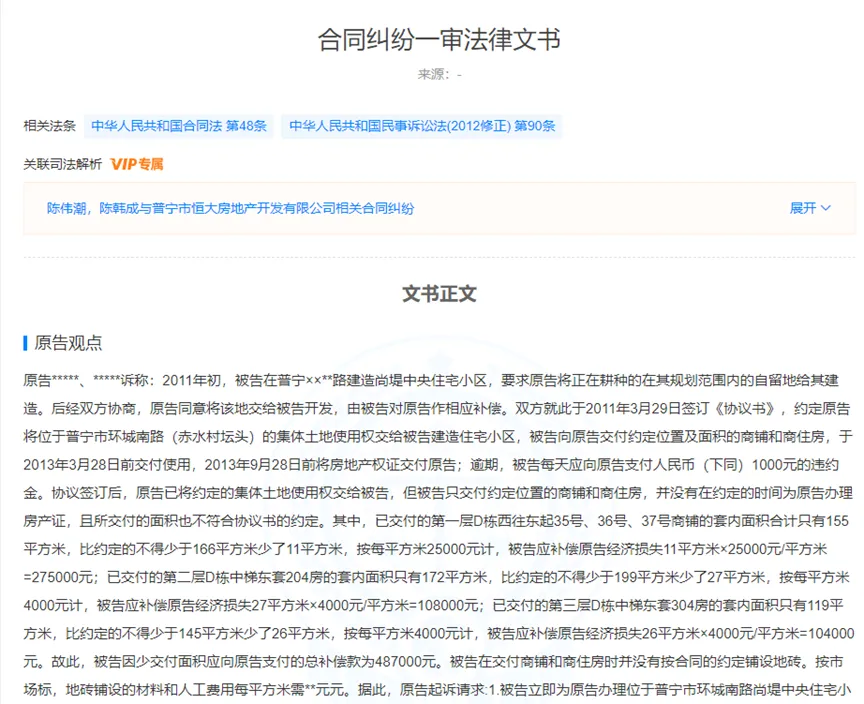 合同纠纷一审法律文书
来源：-
相关法条 中华人民共和国合同法 第48条 中华人民共和国民事诉讼法(2012修正) 第90条
关联司法解析 VIP专属
陈伟潮，陈韩成与普宁市恒大房地产开发有限公司相关合同纠纷 展开
文书正文
原告观点
原告*****、*****诉称：2011年初，被告在普宁××**路建造尚堤中央住宅小区，要求原告将正在耕种的在其规划范围内的自留地给其建
造。后经双方协商，原告同意将该地交给被告开发，由被告对原告作相应补偿。双方就此于2011年3月29日签订《协议书》，约定原告
将位于普宁市环城南路（赤水村坛头）的集体土地使用权交给被告建造住宅小区，被告向原告交付约定位置及面积的商铺和商住房，于
2013年3月28日前交付使用，2013年9月28日前将房地产权证交付原告；逾期，被告每天应向原告支付人民币（下同）1000元的违约
金。协议签订后，原告已将约定的集体土地使用权交给被告，但被告只交付约定位置的商铺和商住房，并没有在约定的时间为原告办理
房产证，且所交付的面积也不符合协议书的约定。其中，已交付的第一层D栋西往东起35号、36号、37号商铺的套内面积合计只有155
平方米，比约定的不得少于166平方米少了11平方米，按每平方米25000元计，被告应补偿原告经济损失11平方米×25000元/平方米
=275000元；已交付的第二层D栋中梯东套204房的套内面积只有172平方米，比约定的不得少于199平方米少了27平方米，按每平方米
4000元计，被告应补偿原告经济损失27平方米×4000元/平方米=108000元；已交付的第三层D栋中梯东套304房的套内面积只有119平
方米，比约定的不得少于145平方米少了26平方米，按每平方米4000元计，被告应补偿原告经济损失26平方米×4000元/平方米=104000
元。故此，被告因少交付面积应向原告支付的总补偿款为487000元。被告在交付商铺和商住房时并没有按合同的约定铺设地砖。按市
场标，地砖铺设的材料和人工费用每平方米需**元元。据此，原告起诉请求:1.被告立即为原告办理位于普宁市环城南路尚堤中央住宅小